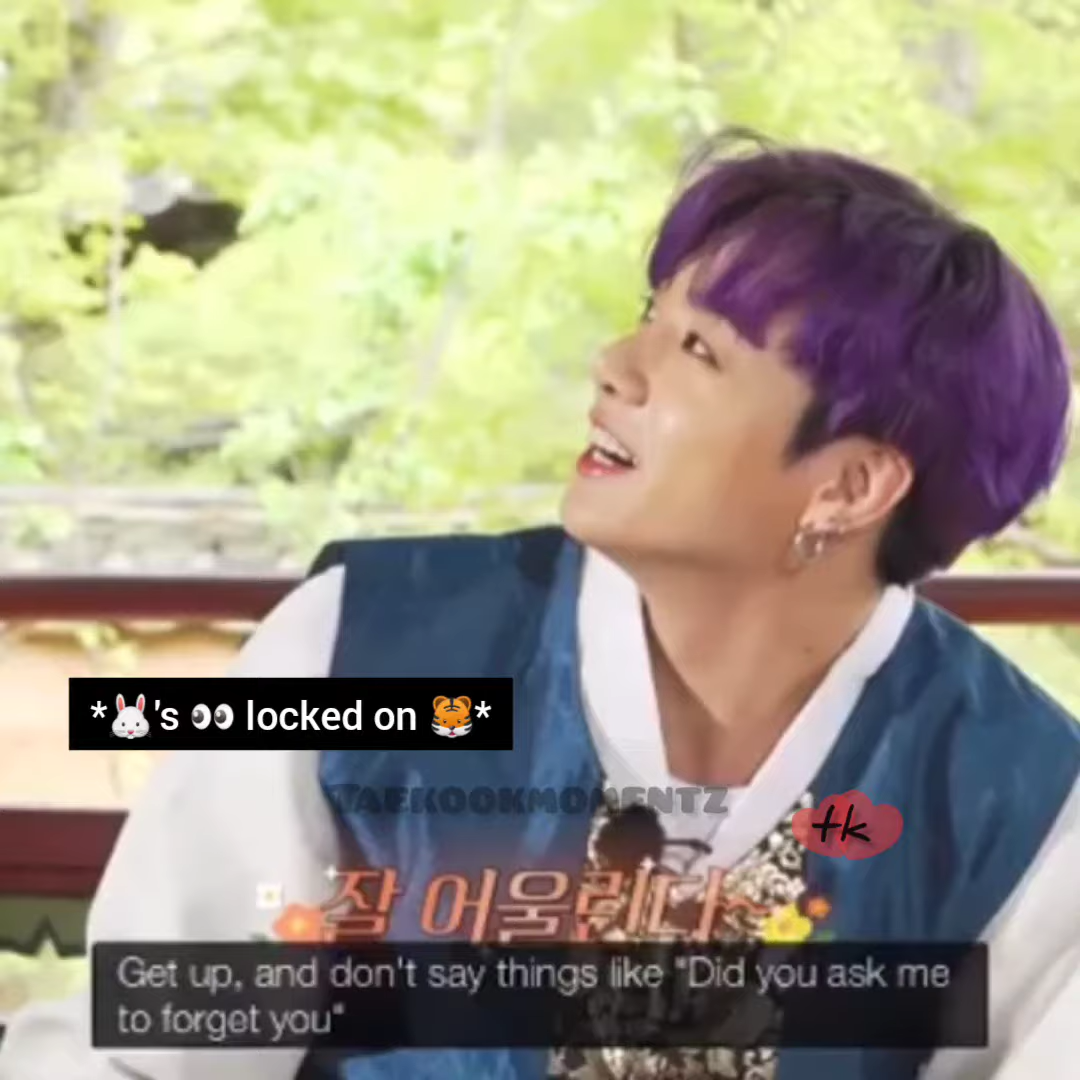 *🐰's 👀 locked on 🐯*
TAEKOOKMOMENTZ
tk
잘 어울린다~
Get up, and don't say things like "Did you ask me
to forget you"